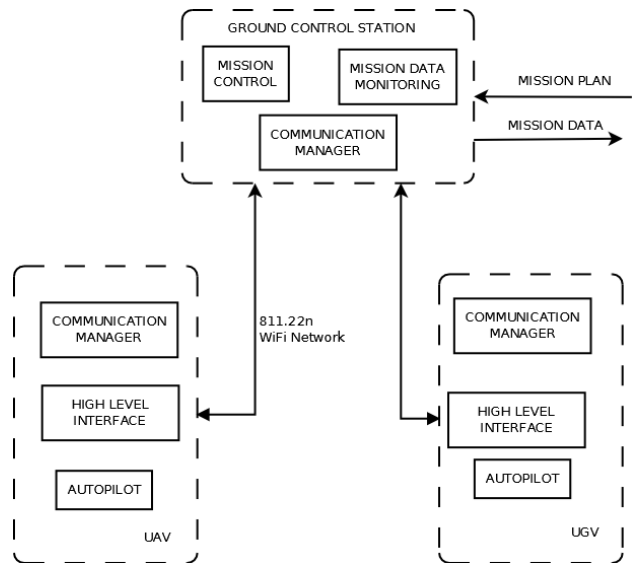 GROUND CONTROL STATION
MISSION
CONTROL
MISSION DATA
MONITORING
COMMUNICATION
MANAGER
MISSION PLAN
MISSION DATA
811.22n
WiFi Network
COMMUNICATION
MANAGER
HIGH LEVEL
INTERFACE
AUTOPILOT
UAV
COMMUNICATION
MANAGER
HIGH LEVEL
INTERFACE
AUTOPILOT
UGV